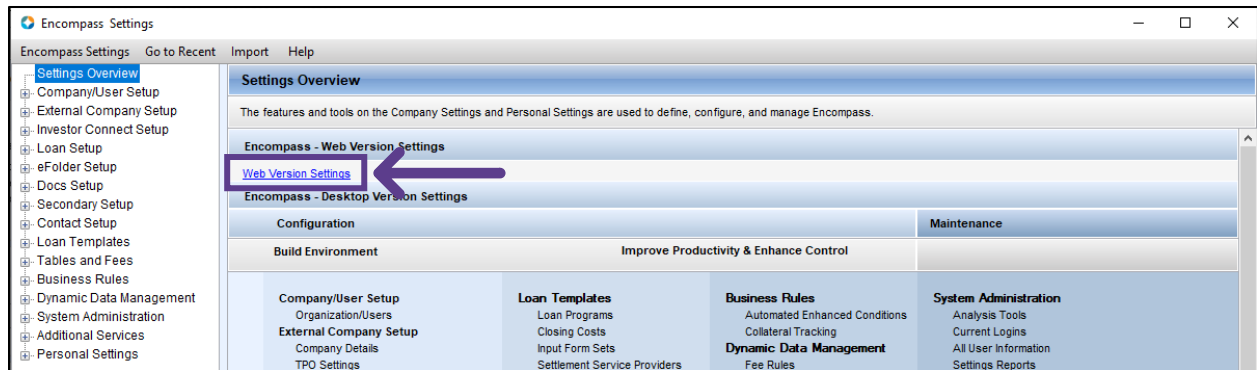 Encompass Settings
Encompass Settings Go to Recent Import Help
Settings Overview
Company/User Setup
External Company Setup
Investor Connect Setup
Loan Setup
eFolder Setup
Docs Setup
Secondary Setup
Contact Setup
Loan Templates
Tables and Fees
Business Rules
Dynamic Data Management
System Administration
Additional Services
Personal Settings
Settings Overview
The features and tools on the Company Settings and Personal Settings are used to define, configure, and manage Encompass.
Encompass - Web Version Settings
Web Version Settings
Encompass - Desktop Version Settings
Configuration
Maintenance
Build Environment
Improve Productivity & Enhance Control
Company/User Setup
Organization/Users
External Company Setup
Company Details
TPO Settings
Loan Templates
Loan Programs
Closing Costs
Input Form Sets
Settlement Service Providers
Business Rules
Automated Enhanced Conditions
Collateral Tracking
Dynamic Data Management
Fee Rules
System Administration
Analysis Tools
Current Logins
All User Information
Settings Reports